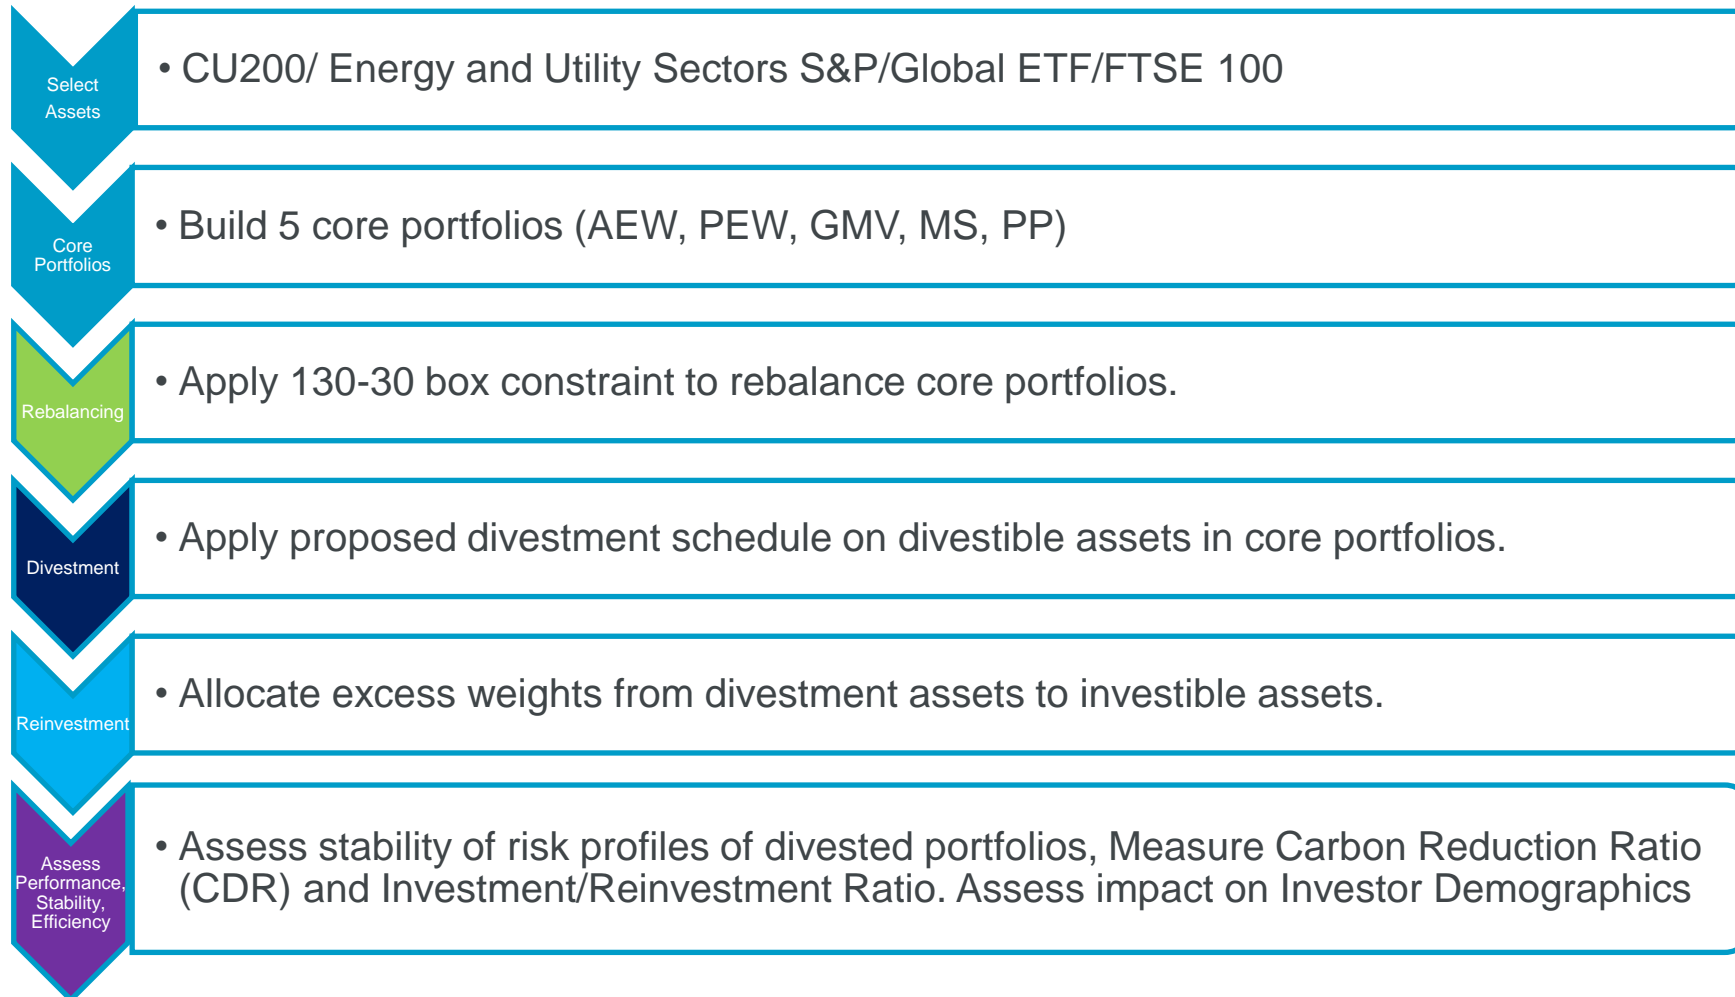 Select
Assets
• CU200/ Energy and Utility Sectors S&P/Global ETF/FTSE 100
Core
Portfolios
• Build 5 core portfolios (AEW, PEW, GMV, MS, PP)
Rebalancing
• Apply 130-30 box constraint to rebalance core portfolios.
Divestment
• Apply proposed divestment schedule on divestible assets in core portfolios.
Reinvestment
• Allocate excess weights from divestment assets to investible assets.
Assess
Performance,
Stability,
Efficiency
• Assess stability of risk profiles of divested portfolios, Measure Carbon Reduction Ratio
(CDR) and Investment/Reinvestment Ratio. Assess impact on Investor Demographics